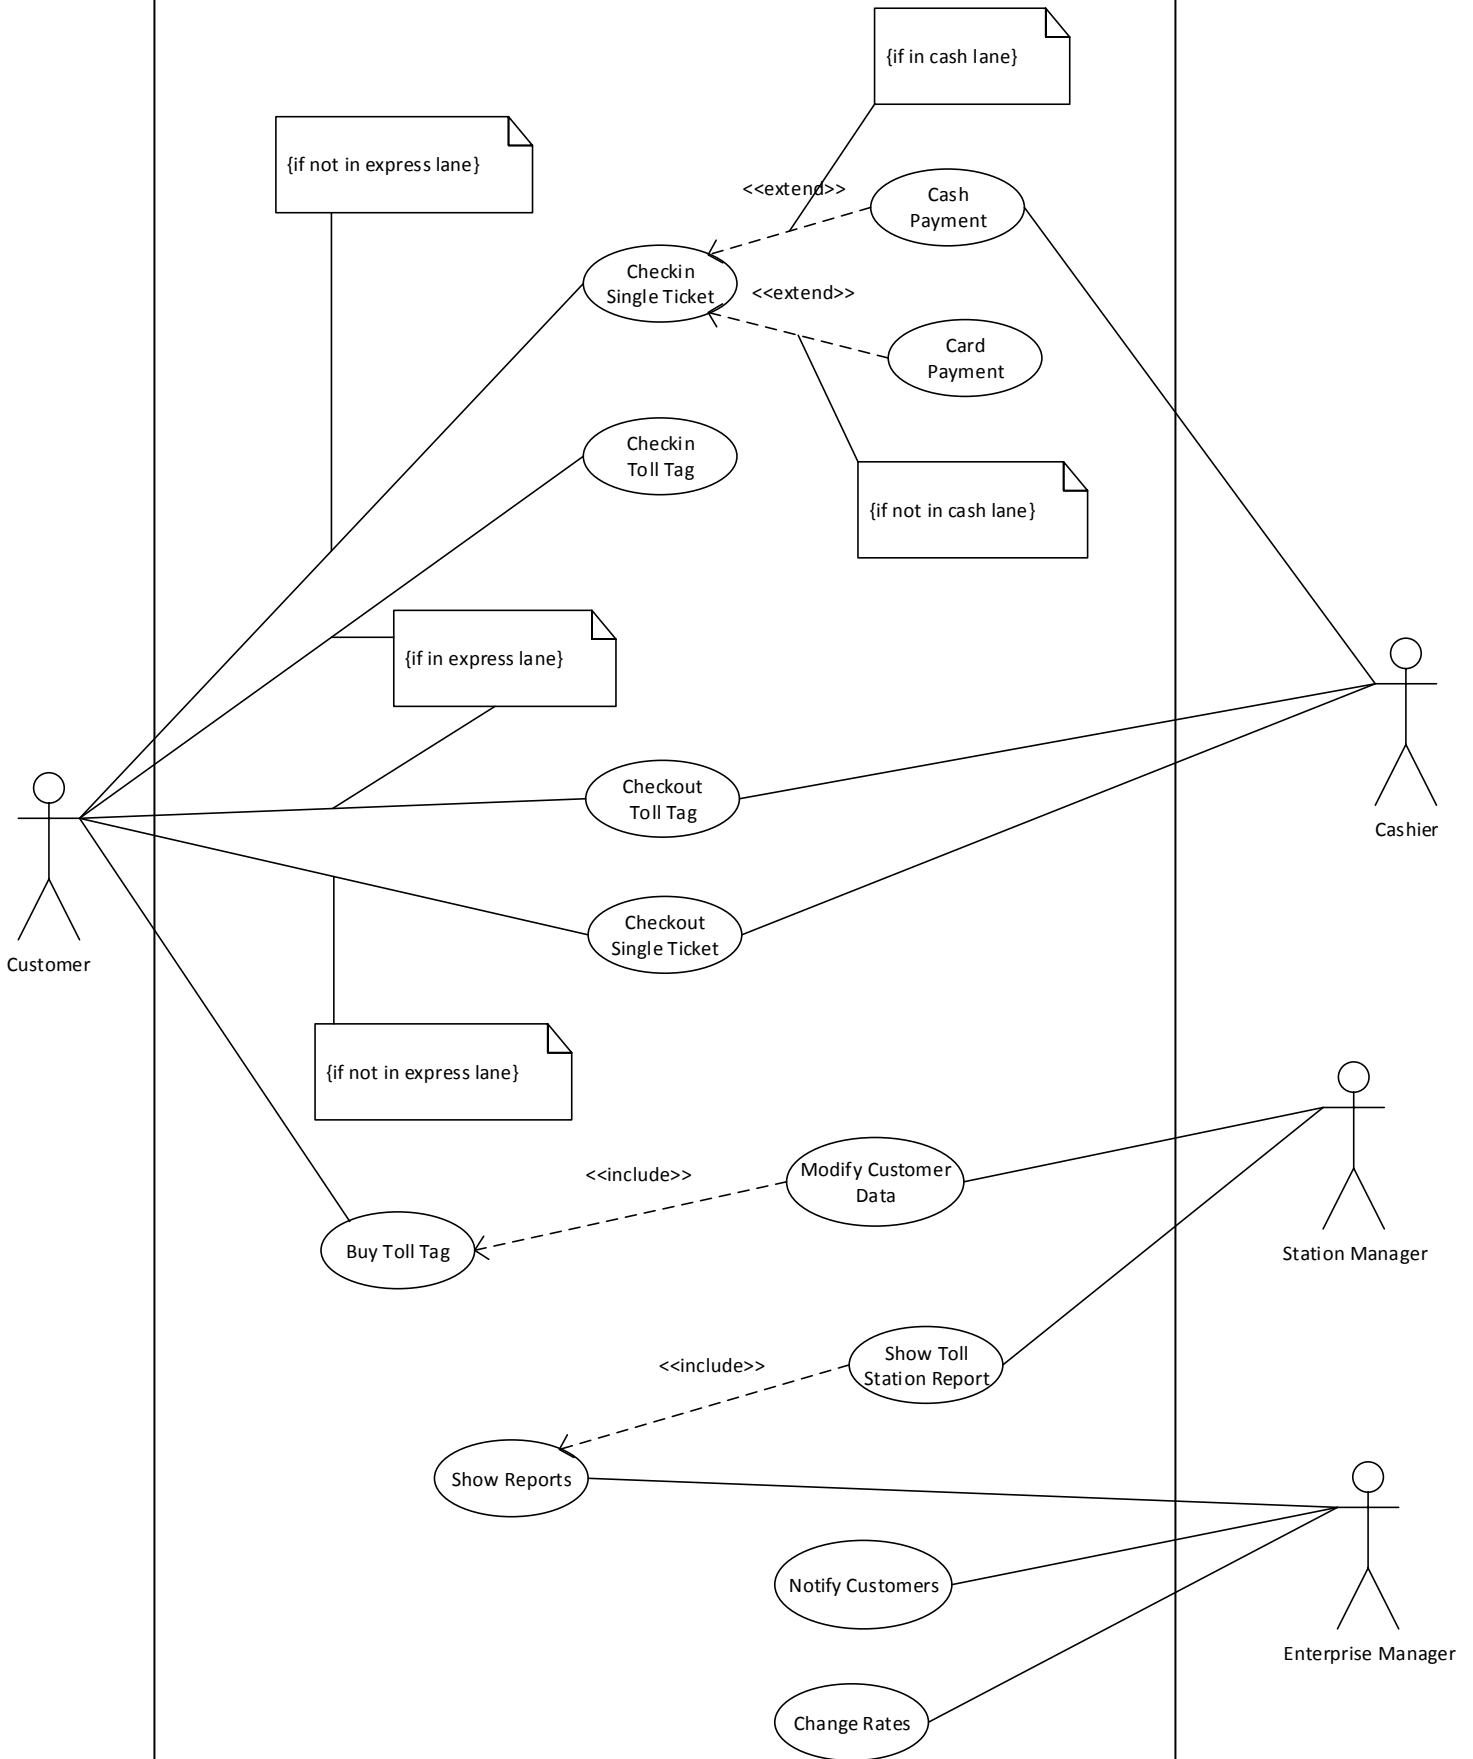 {if in cash lane}
{if not in express lane}
<<extend>>
Cash
Payment
Checkin
Single Ticket
<<extend>>
Card
Payment
Checkin
Toll Tag
{if not in cash lane}
{if in express lane}
Checkout
Toll Tag
Cashier
Checkout
Single Ticket
Customer
{if not in express lane}
<<include>>
Modify Customer
Data
Buy Toll Tag
Station Manager
<<include>>
Show Toll
Station Report
Show Reports
Notify Customers
Enterprise Manager
Change Rates